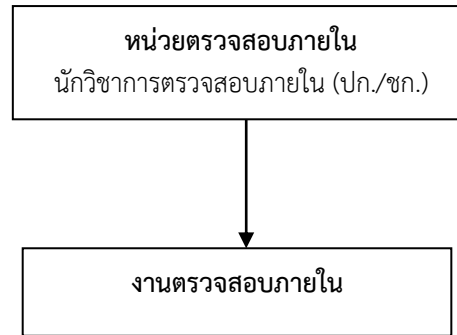 หน่วยตรวจสอบภายใน
นักวิชาการตรวจสอบภายใน (ปก./ชก.)
งานตรวจสอบภายใน